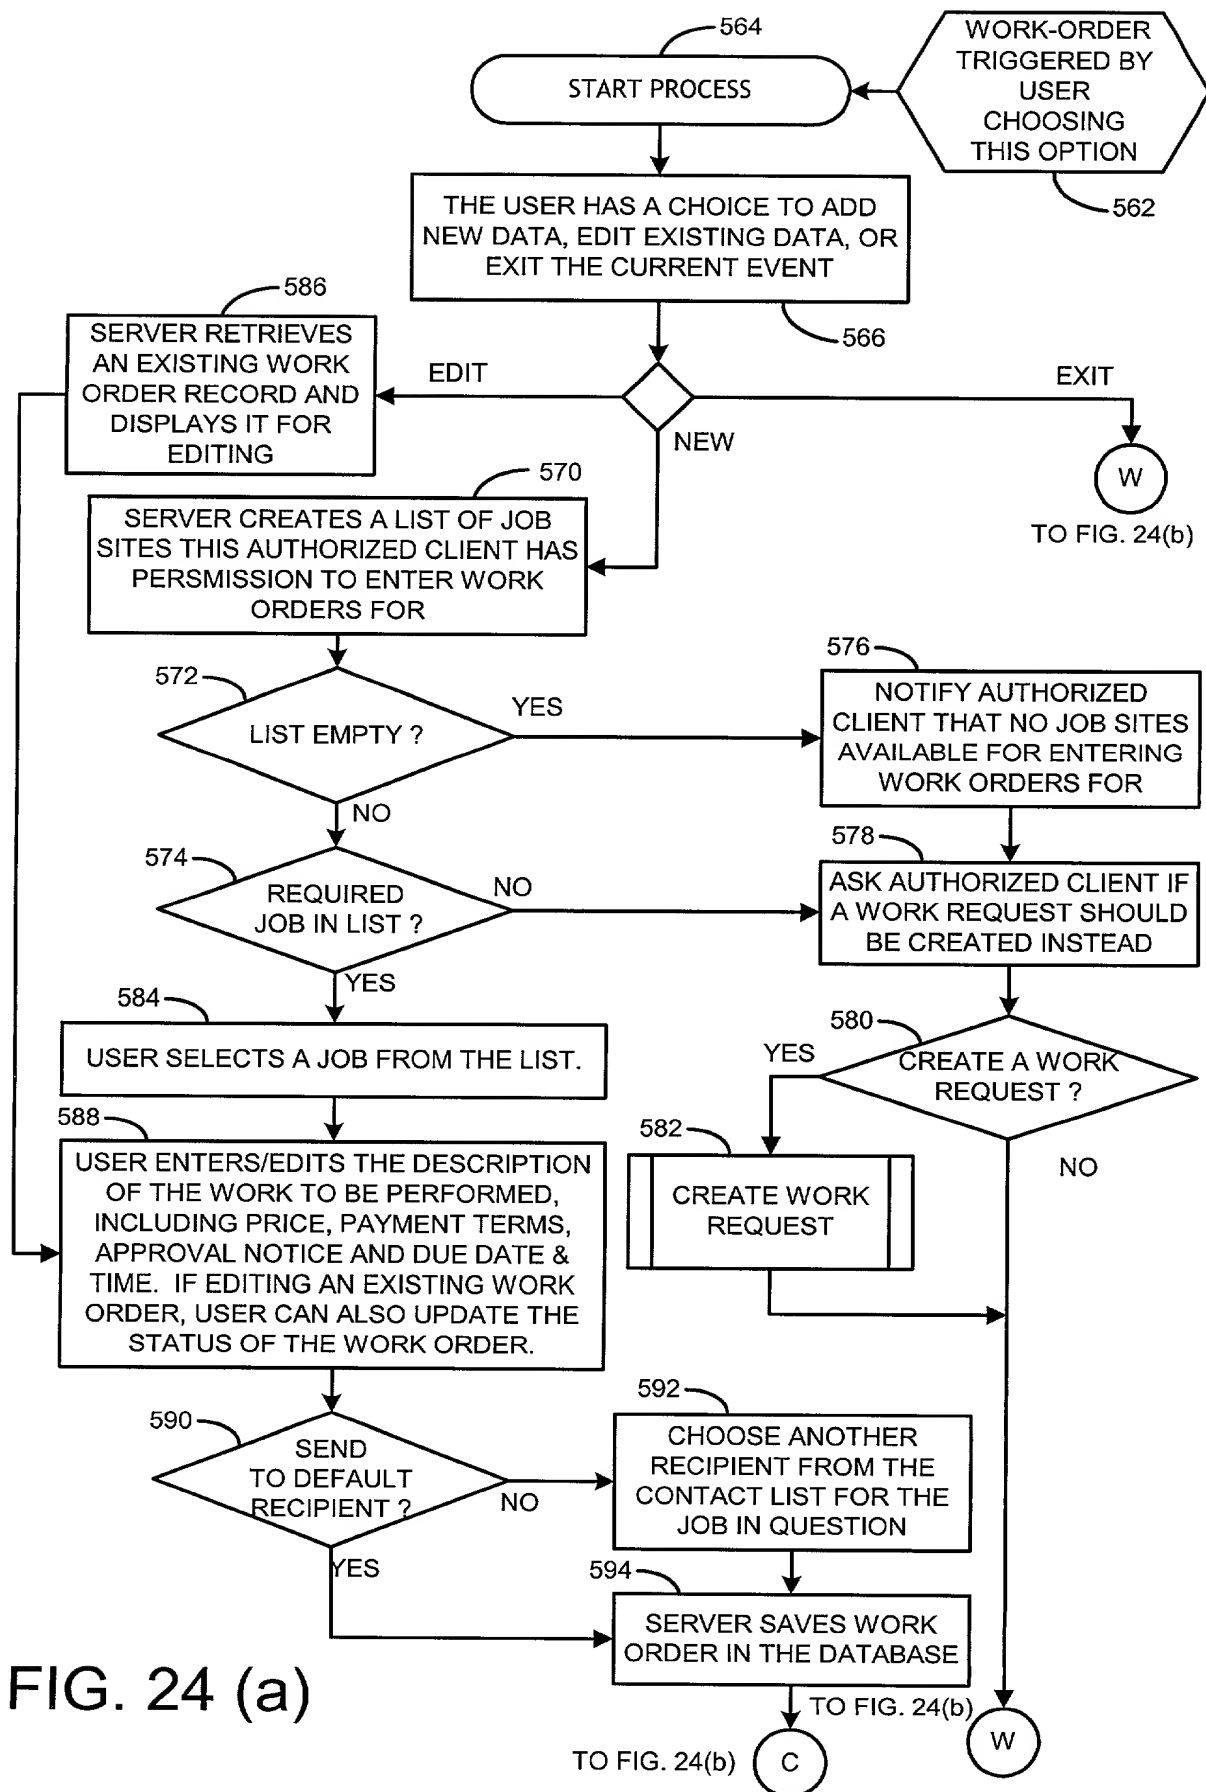 564
START PROCESS
WORK-ORDER
TRIGGERED BY
USER
CHOOSING
THIS OPTION
562
THE USER HAS A CHOICE TO ADD
NEW DATA, EDIT EXISTING DATA, OR
EXIT THE CURRENT EVENT
566
586
SERVER RETRIEVES
AN EXISTING WORK
ORDER RECORD AND
DISPLAYS IT FOR
EDITING
EDIT
EXIT
NEW
W
TO FIG. 24(b)
570
SERVER CREATES A LIST OF JOB
SITES THIS AUTHORIZED CLIENT HAS
PERSMISSION TO ENTER WORK
ORDERS FOR
572
LIST EMPTY ?
YES
NO
576
NOTIFY AUTHORIZED
CLIENT THAT NO JOB SITES
AVAILABLE FOR ENTERING
WORK ORDERS FOR
574
REQUIRED
JOB IN LIST ?
NO
YES
578
ASK AUTHORIZED CLIENT IF
A WORK REQUEST SHOULD
BE CREATED INSTEAD
584
USER SELECTS A JOB FROM THE LIST.
580
CREATE A WORK
REQUEST ?
YES
NO
582
CREATE WORK
REQUEST
588
USER ENTERS/EDITS THE DESCRIPTION
OF THE WORK TO BE PERFORMED,
INCLUDING PRICE, PAYMENT TERMS,
APPROVAL NOTICE AND DUE DATE &
TIME. IF EDITING AN EXISTING WORK
ORDER, USER CAN ALSO UPDATE THE
STATUS OF THE WORK ORDER.
590
SEND
TO DEFAULT
RECIPIENT ?
NO
YES
592
CHOOSE ANOTHER
RECIPIENT FROM THE
CONTACT LIST FOR THE
JOB IN QUESTION
594
SERVER SAVES WORK
ORDER IN THE DATABASE
TO FIG. 24(b)
W
TO FIG. 24(b)
C
FIG. 24 (a)